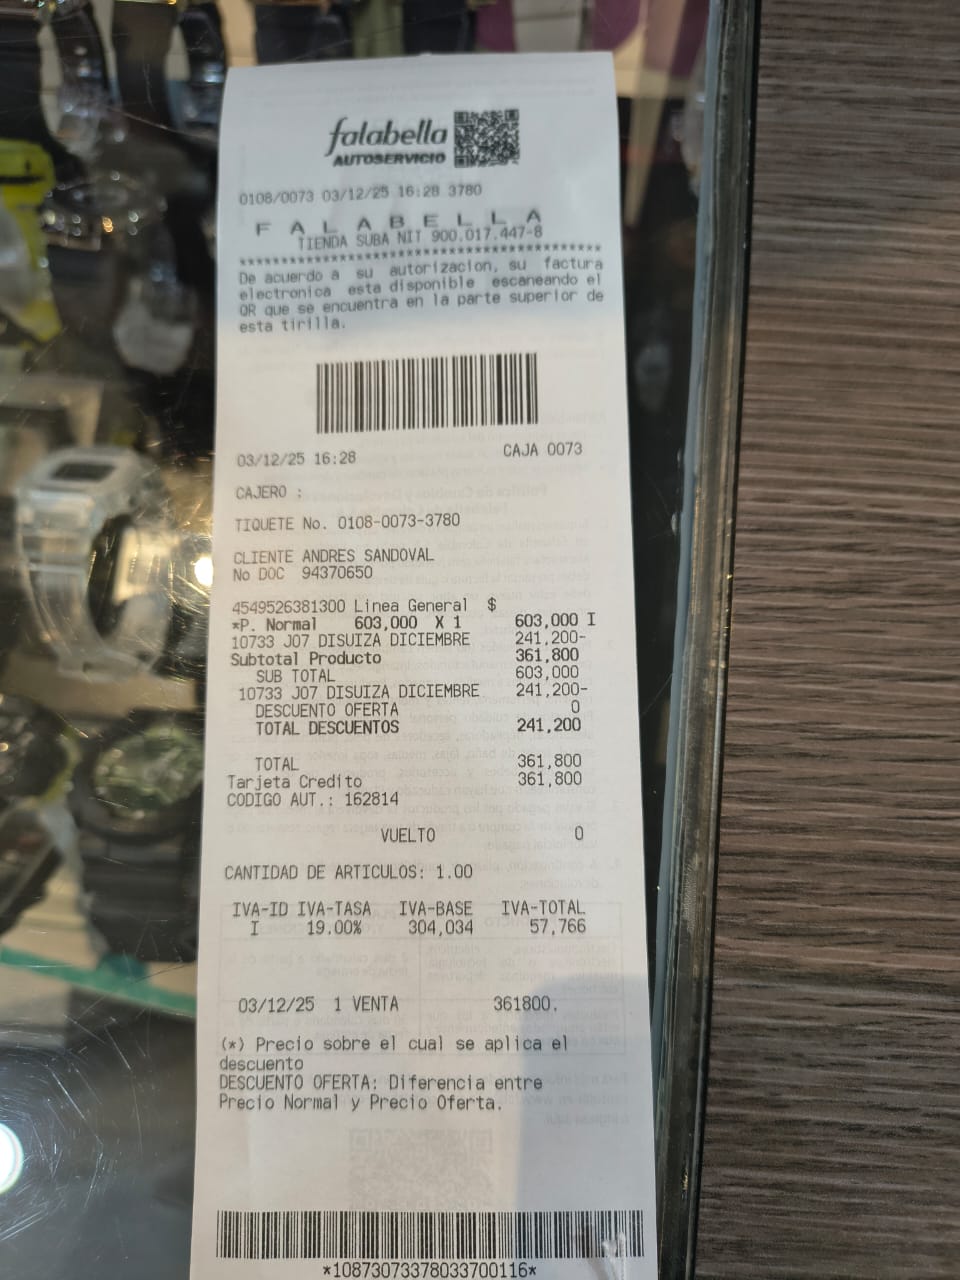 falabella
AUTOSERVICIO
0108/0073 03/12/25 16:28 3780
F A L A B E L L A
TIENDA SUBA NIT 900.017.447-8
****************************************************
De acuerdo a su autorizacion, su factura
electronica esta disponible escaneando el
QR que se encuentra en la parte superior de
esta tirilla.
03/12/25 16:28 CAJA 0073
CAJERO :
TIQUETE No. 0108-0073-3780
CLIENTE ANDRES SANDOVAL
No DOC 94370650
4549526381300 Linea General $
*P. Normal 603,000 X 1 603,000 I
10733 J07 DISUIZA DICIEMBRE 241,200-
Subtotal Producto 361,800
SUB TOTAL 603,000
10733 J07 DISUIZA DICIEMBRE 241,200-
DESCUENTO OFERTA 0
TOTAL DESCUENTOS 241,200
TOTAL 361,800
Tarjeta Credito 361,800
CODIGO AUT.: 162814
VUELTO 0
CANTIDAD DE ARTICULOS: 1.00
IVA-ID IVA-TASA IVA-BASE IVA-TOTAL
I 19.00% 304,034 57,766
03/12/25 1 VENTA 361800.
(*) Precio sobre el cual se aplica el
descuento
DESCUENTO OFERTA: Diferencia entre
Precio Normal y Precio Oferta.
*10873073378033700116*